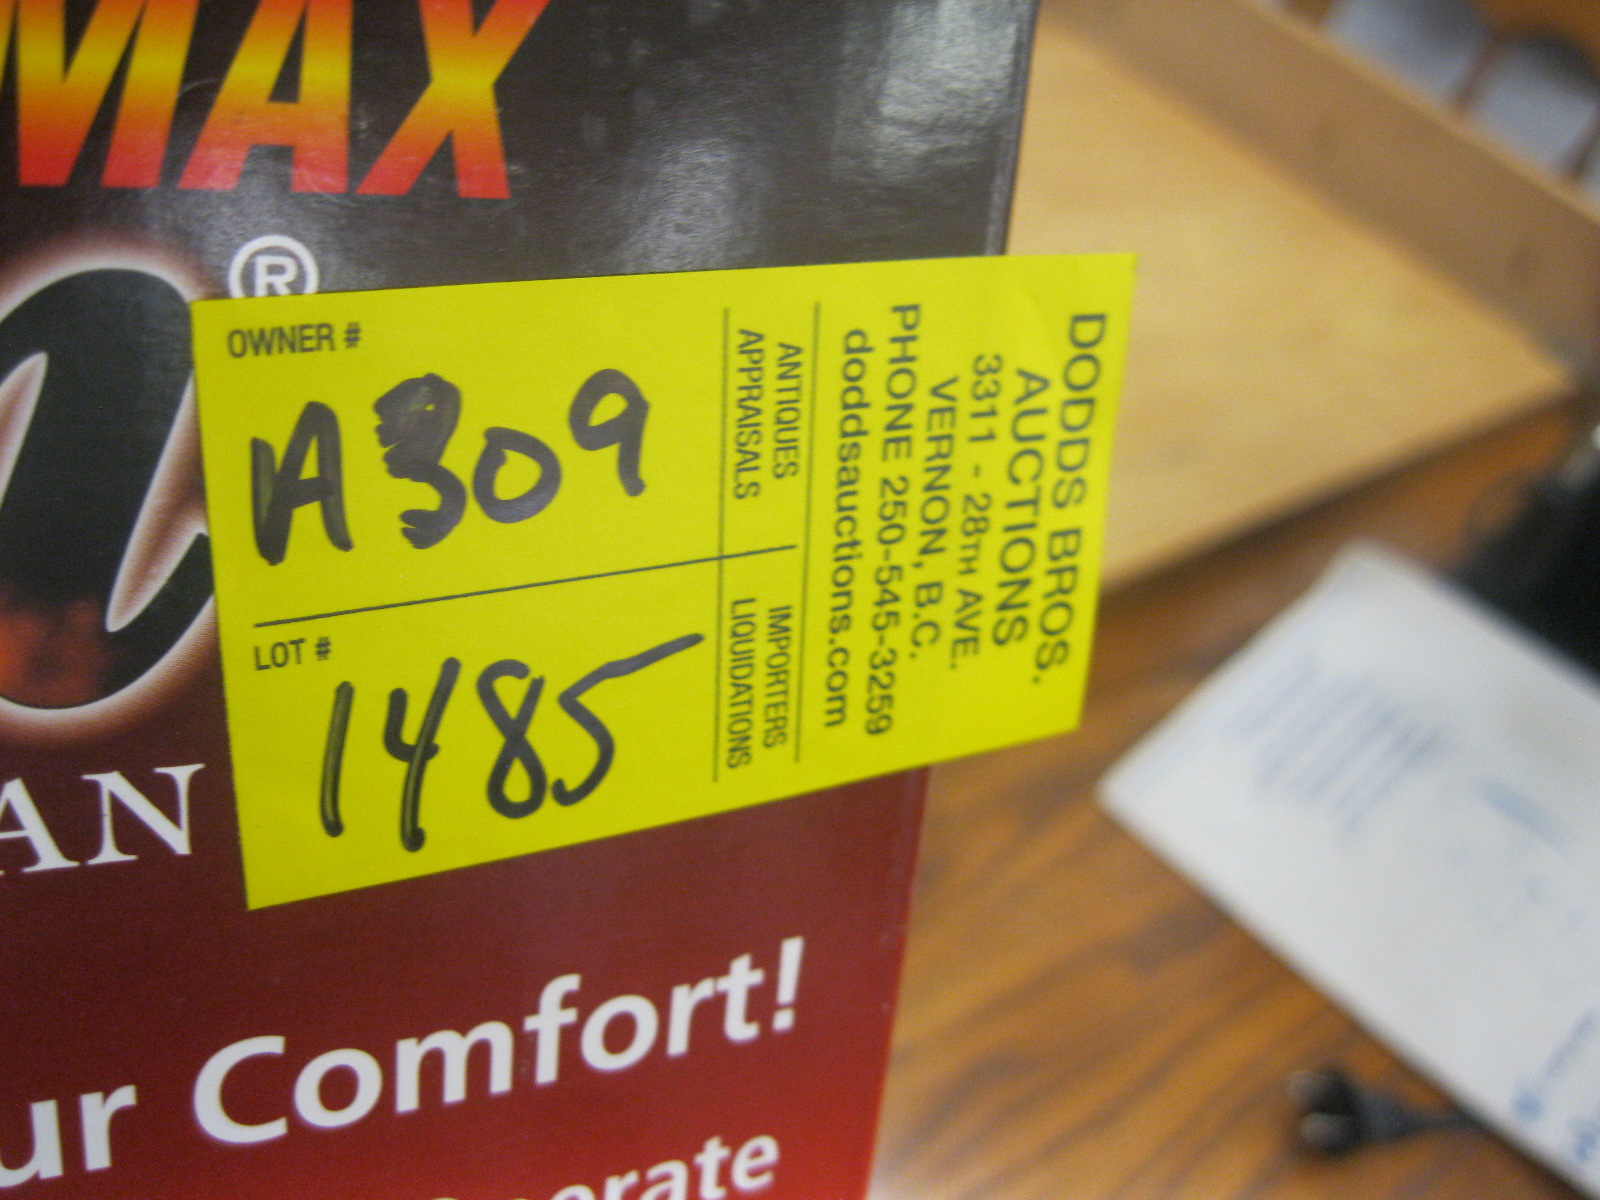 MAX
®
OWNER #
A309
LOT #
1485
ANTIQUES
APPRAISALS
IMPORTERS
LIQUIDATIONS
DODDS BROS.
AUCTIONS
3311 - 28TH AVE.
VERNON, B.C.
PHONE 250-545-3259
doddsauctions.com
AN
ur Comfort!
perate